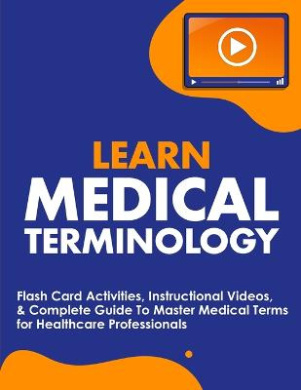 LEARN
MEDICAL
TERMINOLOGY
Flash Card Activities, Instructional Videos,
& Complete Guide To Master Medical Terms
for Healthcare Professionals